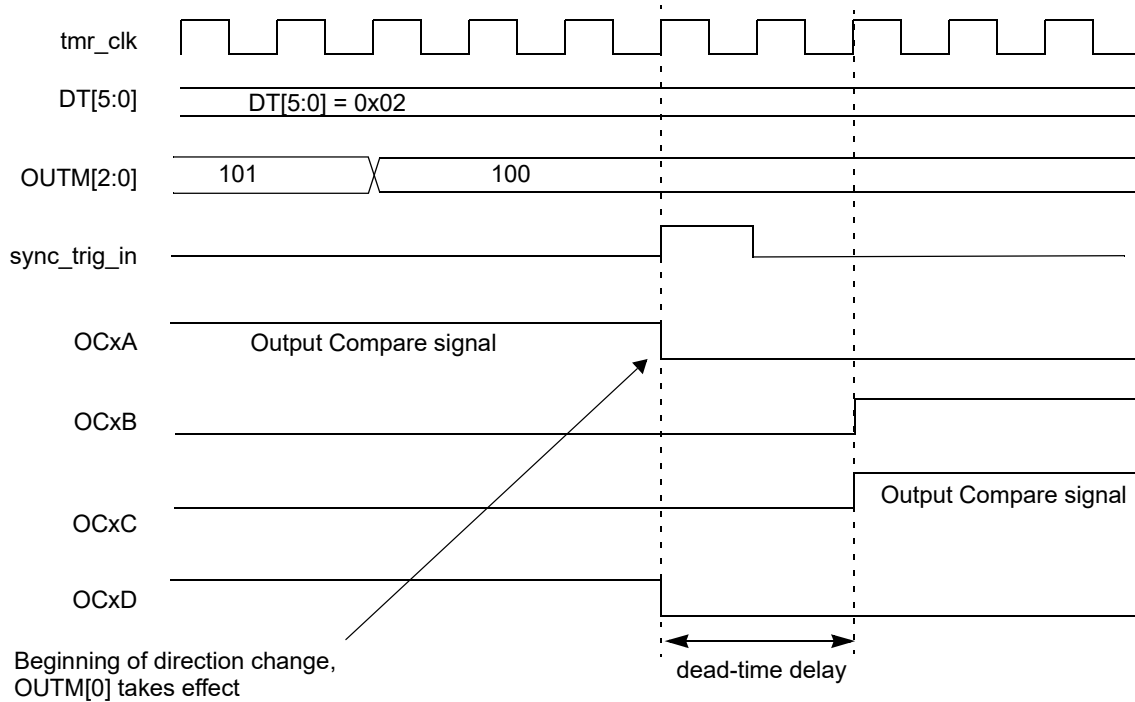 tmr_clk
DT[5:0]
DT[5:0] = 0x02
OUTM[2:0]
101
100
sync_trig_in
OCxA
Output Compare signal
OCxB
OCxC
Output Compare signal
OCxD
Beginning of direction change,
OUTM[0] takes effect
dead-time delay